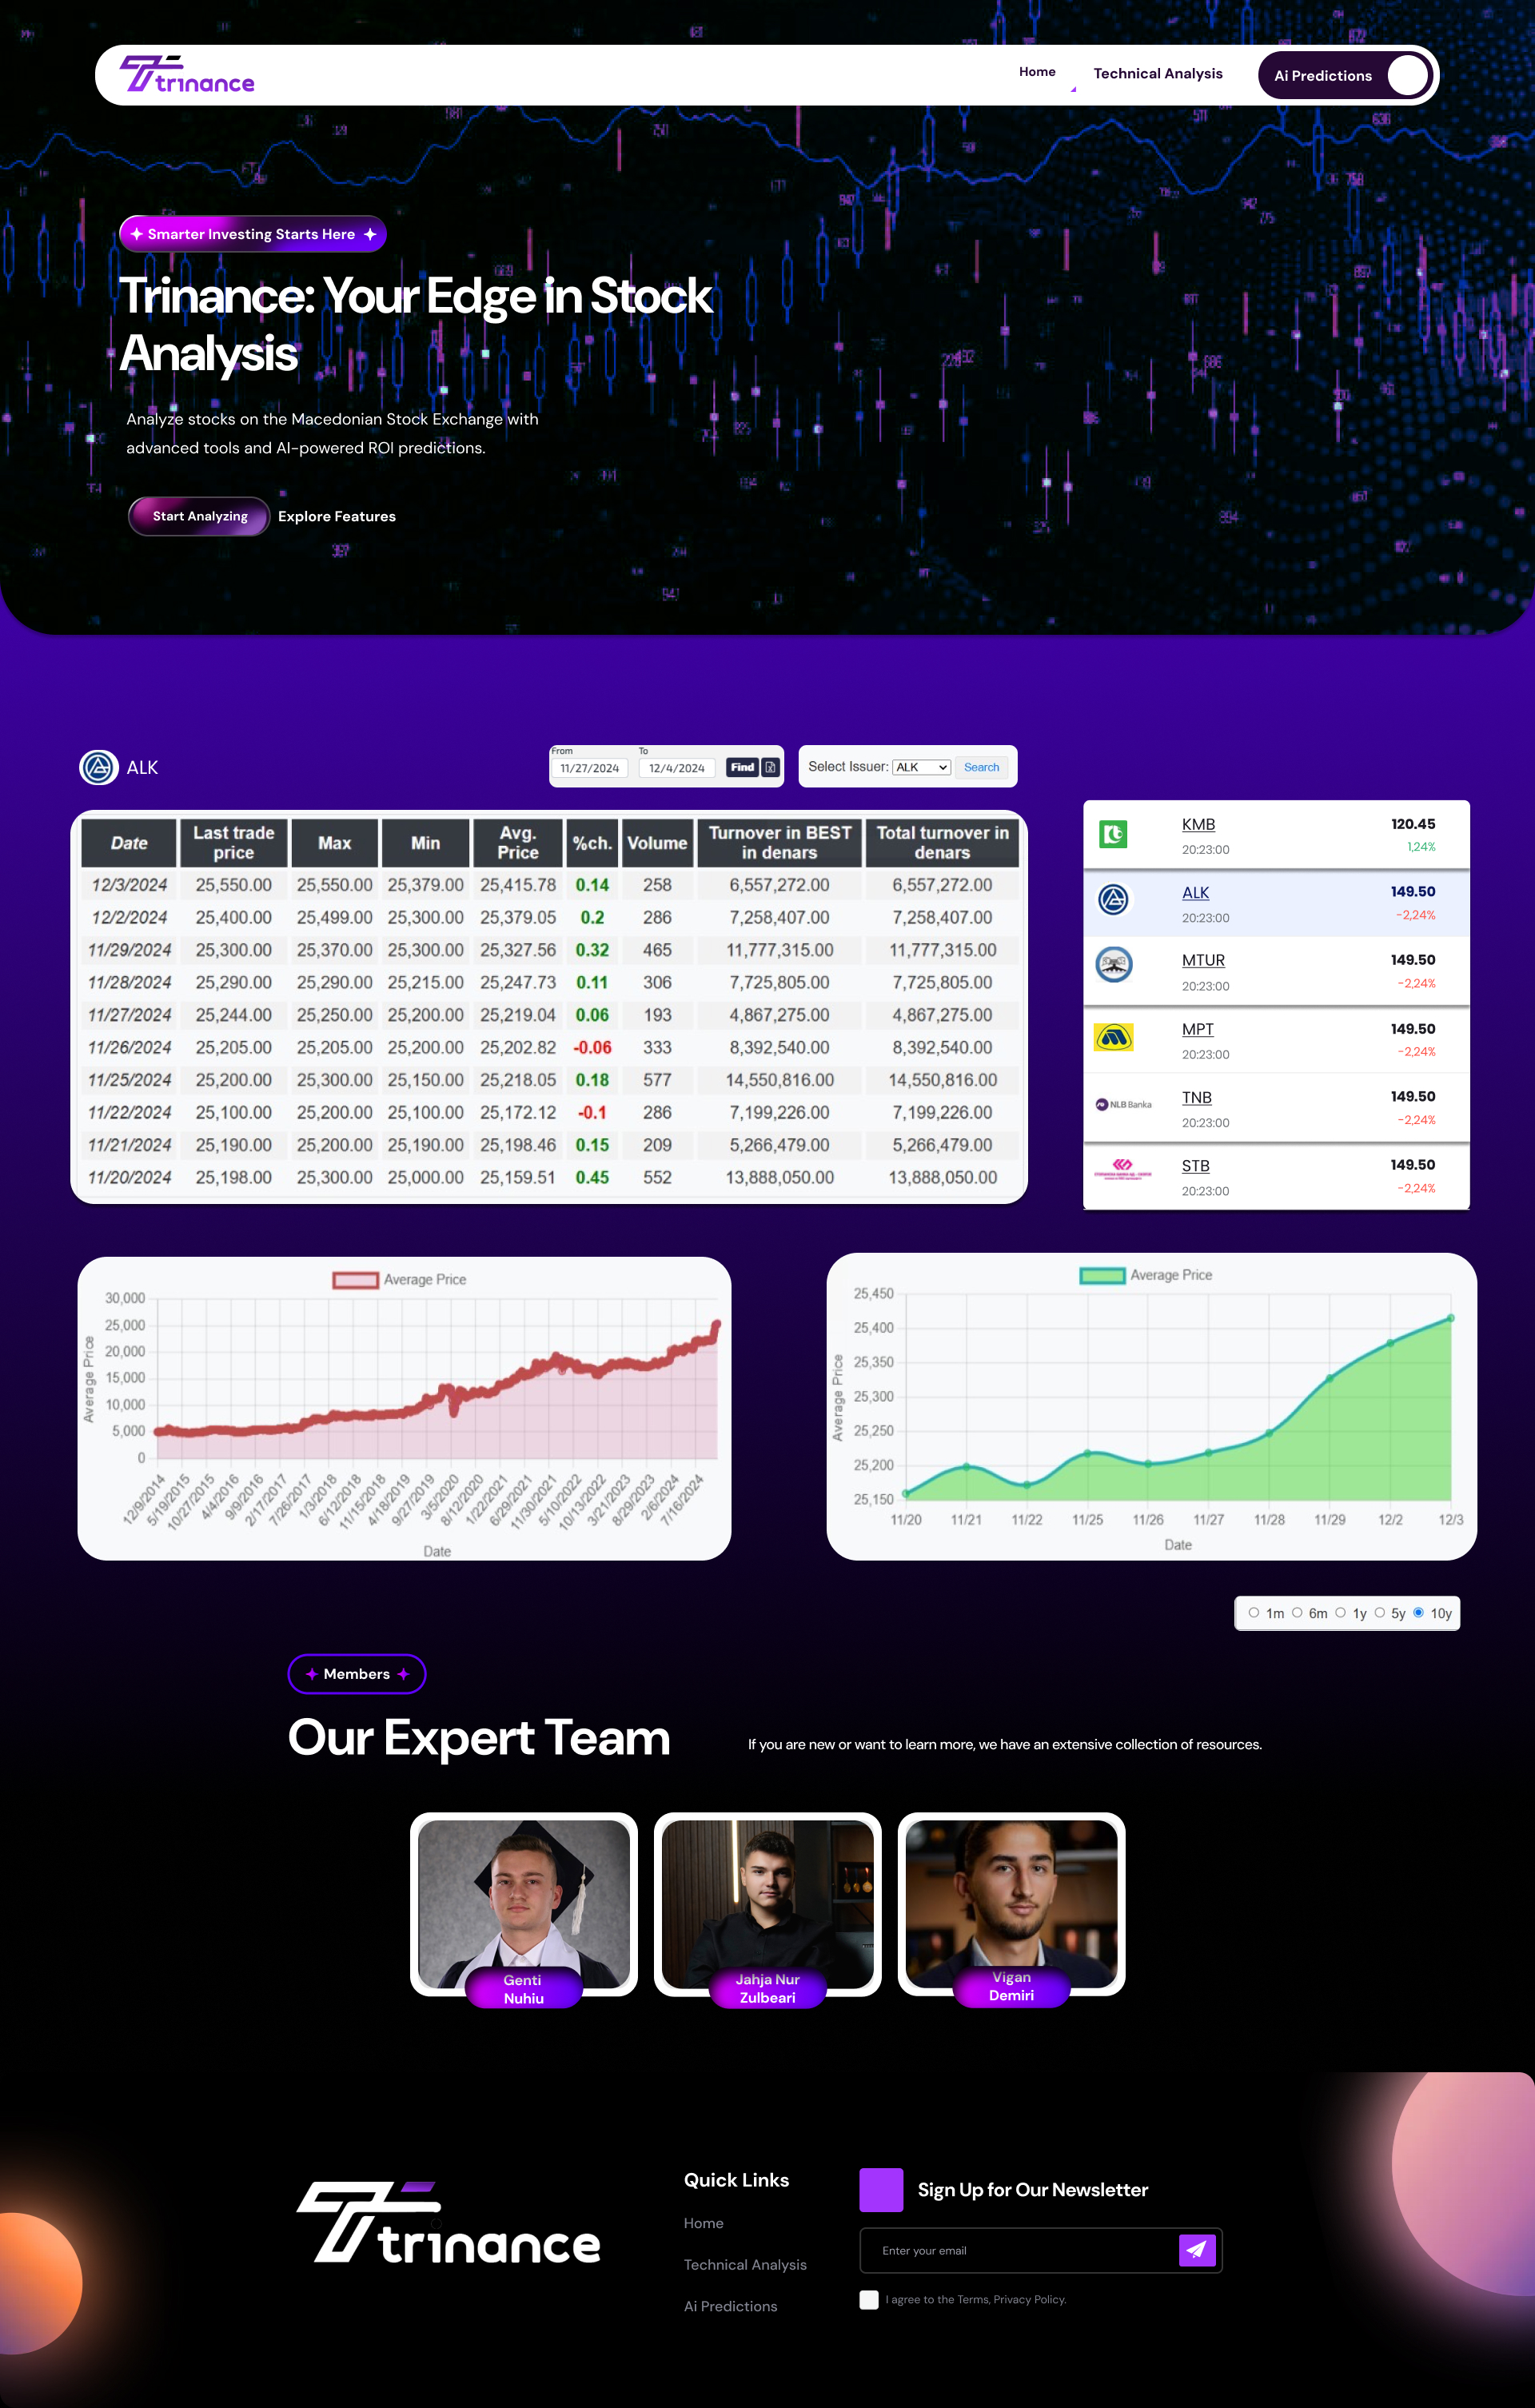 trinance
Home
Technical Analysis
Ai Predictions
Smarter Investing Starts Here
Trinance: Your Edge in Stock
Analysis
Analyze stocks on the Macedonian Stock Exchange with
advanced tools and AI-powered ROI predictions.
Start Analyzing
Explore Features
ALK
From
To
11/27/2024
12/4/2024
Find
Select Issuer: ALK Search
Date Last trade price Max Min Avg. Price %ch. Volume Turnover in BEST in denars Total turnover in denars
12/3/2024 25,550.00 25,550.00 25,379.00 25,415.78 0.14 258 6,557,272.00 6,557,272.00
12/2/2024 25,400.00 25,499.00 25,300.00 25,379.05 0.2 286 7,258,407.00 7,258,407.00
11/29/2024 25,300.00 25,370.00 25,300.00 25,327.56 0.32 465 11,777,315.00 11,777,315.00
11/28/2024 25,290.00 25,290.00 25,215.00 25,247.73 0.11 306 7,725,805.00 7,725,805.00
11/27/2024 25,244.00 25,250.00 25,200.00 25,219.04 0.06 193 4,867,275.00 4,867,275.00
11/26/2024 25,205.00 25,205.00 25,200.00 25,202.82 -0.06 333 8,392,540.00 8,392,540.00
11/25/2024 25,200.00 25,300.00 25,150.00 25,218.05 0.18 577 14,550,816.00 14,550,816.00
11/22/2024 25,100.00 25,200.00 25,100.00 25,172.12 -0.1 286 7,199,226.00 7,199,226.00
11/21/2024 25,190.00 25,200.00 25,190.00 25,198.46 0.15 209 5,266,479.00 5,266,479.00
11/20/2024 25,198.00 25,300.00 25,000.00 25,159.51 0.45 552 13,888,050.00 13,888,050.00
KMB 120.45
20:23:00 1,24%
ALK 149.50
20:23:00 -2,24%
MTUR 149.50
20:23:00 -2,24%
MPT 149.50
20:23:00 -2,24%
NLB Banka
TNB 149.50
20:23:00 -2,24%
STB 149.50
20:23:00 -2,24%
Average Price
30,000
25,000
20,000
15,000
10,000
5,000
0
Average Price
12/9/2014 5/19/2015 10/27/2015 4/4/2016 9/9/2016 2/17/2017 7/26/2017 1/3/2018 6/12/2018 11/15/2018 4/18/2019 9/27/2019 3/5/2020 8/12/2020 1/22/2021 6/29/2021 11/30/2021 5/10/2022 10/13/2022 3/21/2023 8/29/2023 2/6/2024 7/16/2024
Date
Average Price
25,450
25,400
25,350
25,300
25,250
25,200
25,150
Average Price
11/20 11/21 11/22 11/25 11/26 11/27 11/28 11/29 12/2 12/3
Date
1m 6m 1y 5y 10y
Members
Our Expert Team
If you are new or want to learn more, we have an extensive collection of resources.
Genti
Nuhiu
Jahja Nur
Zulbeari
Vigan
Demiri
trinance
Quick Links
Home
Technical Analysis
Ai Predictions
Sign Up for Our Newsletter
Enter your email
I agree to the Terms, Privacy Policy.